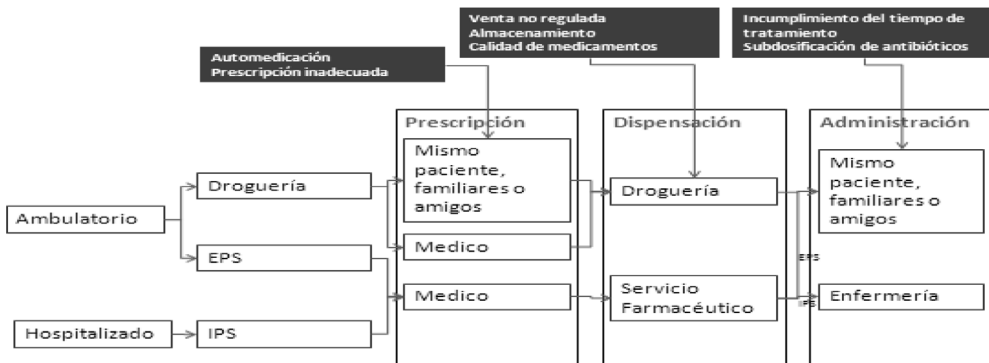 Venta no regulada
Almacenamiento
Calidad de medicamentos
Incumplimiento del tiempo de
tratamiento
Subdosificación de antibióticos
Automedicación
Prescripción inadecuada
Prescripción
Dispensación
Administración
Mismo
paciente,
familiares o
amigos
Mismo
paciente,
familiares o
amigos
Droguería
Droguería
Ambulatorio
Medico
EPS
EPS
Medico
Servicio
Farmacéutico
Enfermería
IPS
IPS
Hospitalizado